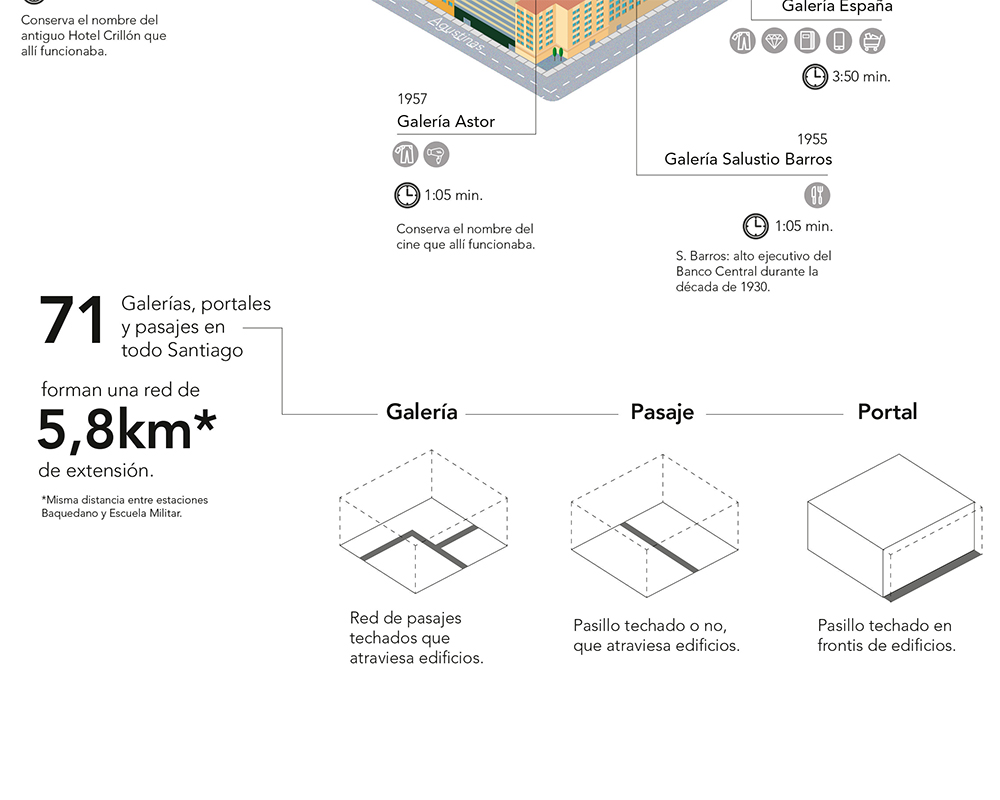 Conserva el nombre del
antiguo Hotel Crillón que
allí funcionaba.
Agustinas
Galería España
3:50 min.
1957
Galería Astor
1:05 min.
Conserva el nombre del
cine que allí funcionaba.
1955
Galería Salustio Barros
1:05 min.
S. Barros: alto ejecutivo del
Banco Central durante la
década de 1930.
71
Galerías, portales
y pasajes en
todo Santiago
forman una red de
5,8km*
de extensión.
*Misma distancia entre estaciones
Baquedano y Escuela Militar.
Galería
Pasaje
Portal
Red de pasajes
techados que
atraviesa edificios.
Pasillo techado o no,
que atraviesa edificios.
Pasillo techado en
frontis de edificios.